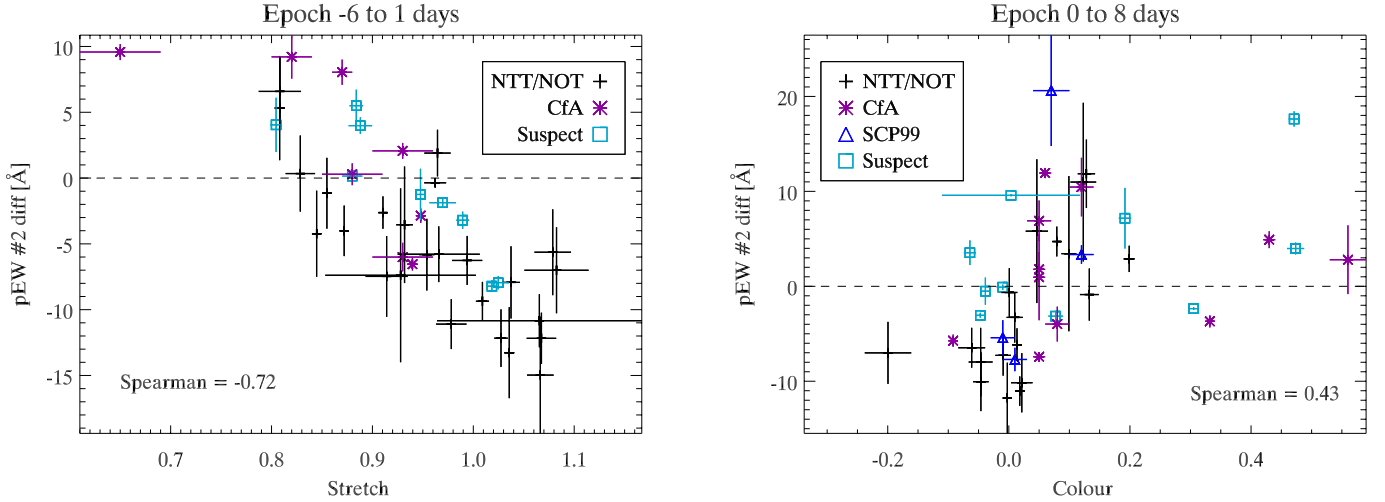 Epoch -6 to 1 days
10
5
0
-5
-10
-15
pEW #2 diff [Å]
NTT/NOT
CfA
Suspect
Spearman = -0.72
0.7 0.8 0.9 1.0 1.1
Stretch
Epoch 0 to 8 days
20
10
0
-10
pEW #2 diff [Å]
NTT/NOT
CfA
SCP99
Suspect
Spearman = 0.43
-0.2 0.0 0.2 0.4
Colour